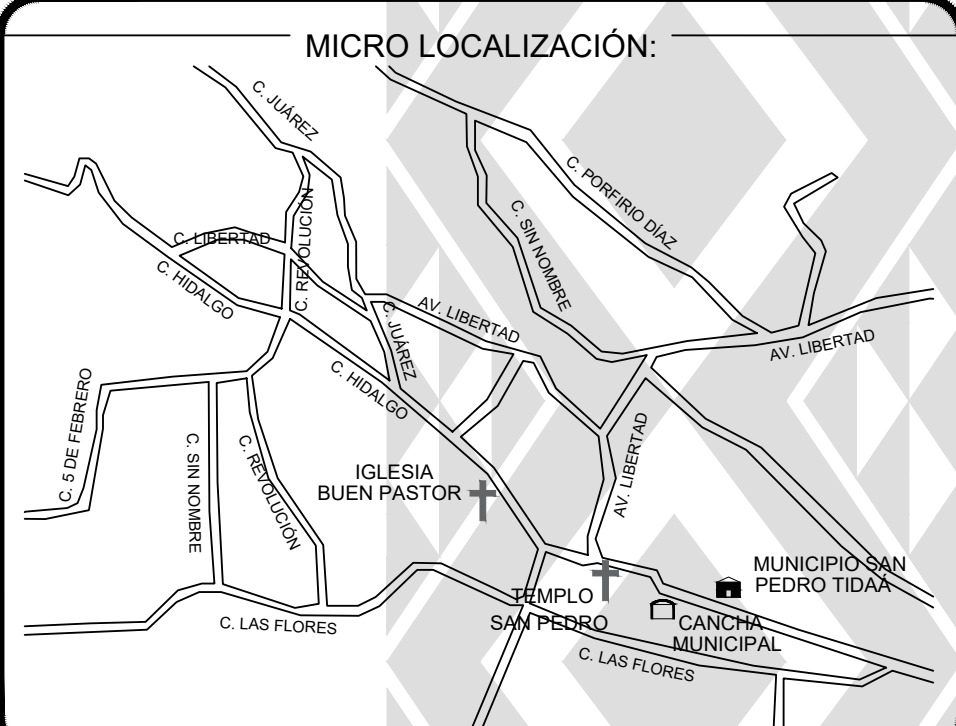 MICRO LOCALIZACIÓN:
C. JUÁREZ
C. PORFIRIO DÍAZ
C. REVOLUCIÓN
C. SIN NOMBRE
C. LIBERTAD
C. HIDALGO
AV. LIBERTAD
C. JUÁREZ
AV. LIBERTAD
C. HIDALGO
C. 5 DE FEBRERO
C. SIN NOMBRE
C. REVOLUCIÓN
AV. LIBERTAD
IGLESIA
BUEN PASTOR
MUNICIPIO SAN
PEDRO TIDAÁ
TEMPLO
SAN PEDRO
CANCHA
MUNICIPAL
C. LAS FLORES
C. LAS FLORES